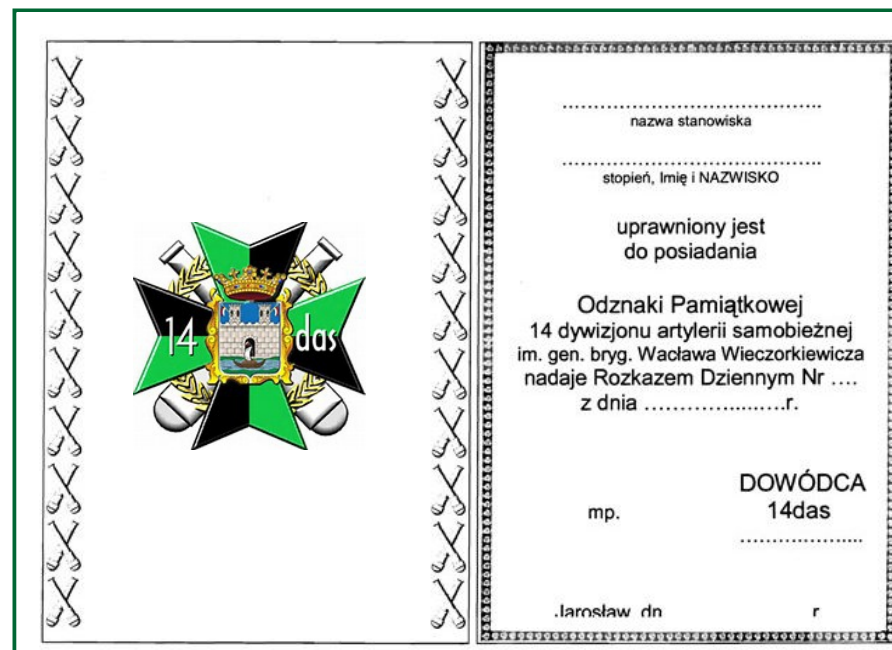 14 das
....................................................
nazwa stanowiska
....................................................
stopień, Imię i NAZWISKO
uprawniony jest
do posiadania
Odznaki Pamiątkowej
14 dywizjonu artylerii samobieżnej
im. gen. bryg. Wacława Wieczorkiewicza
nadaje Rozkazem Dziennym Nr ....
z dnia ......................r.
DOWÓDCA
mp. 14das
.....................
Jarosław, dn r